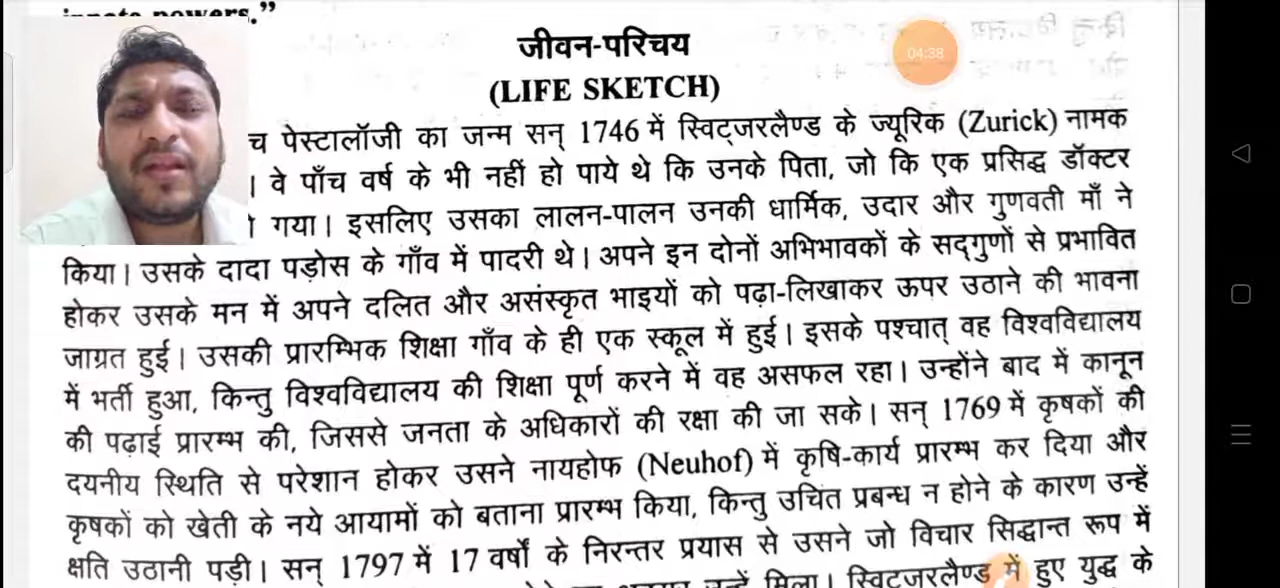 powers.”
जीवन-परिचय
04:38
(LIFE SKETCH)
च पेस्टालॉजी का जन्म सन् 1746 में स्विट्जरलैण्ड के ज्यूरिक (Zurick) नामक
। वे पाँच वर्ष के भी नहीं हो पाये थे कि उनके पिता, जो कि एक प्रसिद्ध डॉक्टर
गया। इसलिए उसका लालन-पालन उनकी धार्मिक, उदार और गुणवती माँ ने
किया। उसके दादा पड़ोस के गाँव में पादरी थे। अपने इन दोनों अभिभावकों के सद्गुणों से प्रभावित
होकर उसके मन में अपने दलित और असंस्कृत भाइयों को पढ़ा-लिखाकर ऊपर उठाने की भावना
जाग्रत हुई। उसकी प्रारम्भिक शिक्षा गाँव के ही एक स्कूल में हुई। इसके पश्चात् वह विश्वविद्यालय
में भर्ती हुआ, किन्तु विश्वविद्यालय की शिक्षा पूर्ण करने में वह असफल रहा। उन्होंने बाद में कानून
की पढ़ाई प्रारम्भ की, जिससे जनता के अधिकारों की रक्षा की जा सके। सन् 1769 में कृषकों की
दयनीय स्थिति से परेशान होकर उसने नायहोफ (Neuhof) में कृषि-कार्य प्रारम्भ कर दिया और
कृषकों को खेती के नये आयामों को बताना प्रारम्भ किया, किन्तु उचित प्रबन्ध न होने के कारण उन्हें
क्षति उठानी पड़ी। सन् 1797 में 17 वर्षों के निरन्तर प्रयास से उसने जो विचार सिद्धान्त रूप में
उन्हें मिला। स्विट्जरलैण्ड में हुए युद्ध के